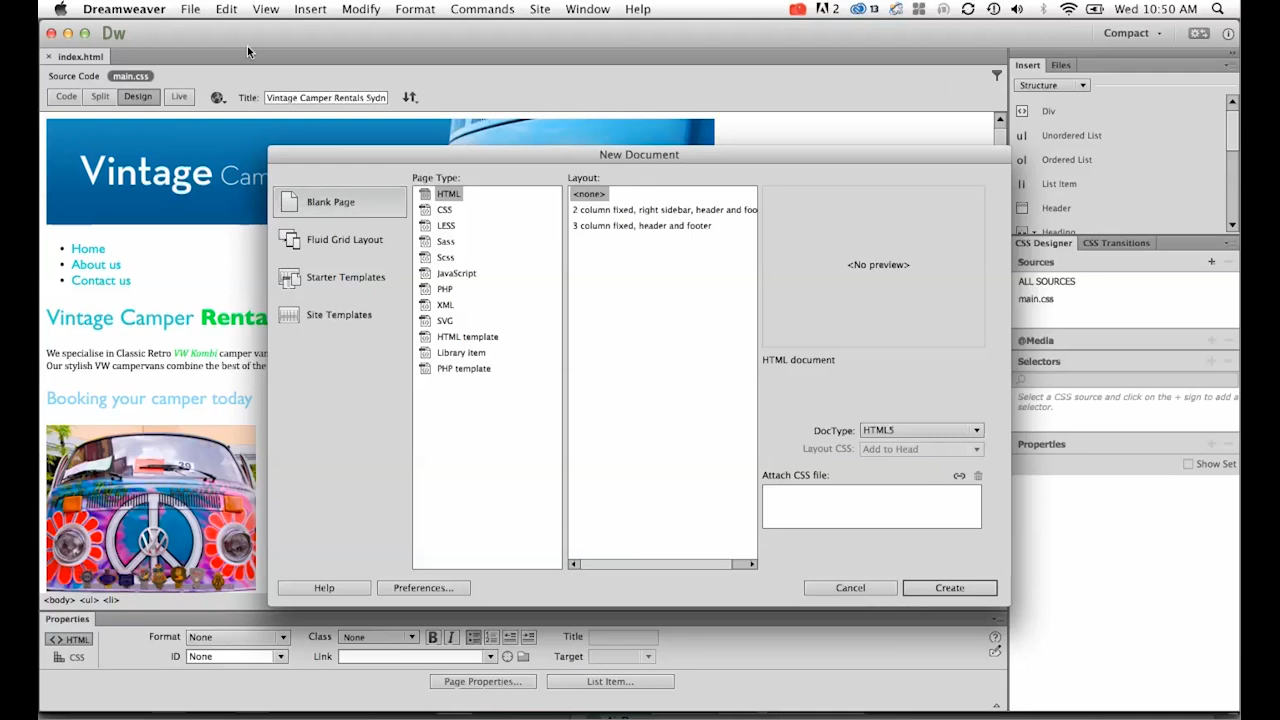 Dreamweaver File Edit View Insert Modify Format Commands Site Window Help 2 13 Wed 10:50 AM
Dw Compact
× index.html Insert Files
Source Code main.css
Structure
Code Split Design Live Title: Vintage Camper Rentals Sydn
Div
ul Unordered List
ol Ordered List
li List Item
Header
Heading
Vintage Cam
Home
About us
Contact us
Vintage Camper Renta
We specialise in Classic Retro VW Kombi camper van
Our stylish VW campervans combine the best of the
Booking your camper today
29
<body> <ul> <li>
New Document
Blank Page
Fluid Grid Layout
Starter Templates
Site Templates
Page Type:
HTML
CSS
LESS
Sass
Scss
JavaScript
PHP
XML
SVG
HTML template
Library item
PHP template
Layout:
<none>
2 column fixed, right sidebar, header and foo
3 column fixed, header and footer
<No preview>
HTML document
DocType: HTML5
Layout CSS: Add to Head
Attach CSS file:
Help Preferences... Cancel Create
CSS Designer CSS Transitions
Sources
ALL SOURCES
main.css
@Media
Selectors
Select a CSS source and click on the + sign to add a
selector.
Properties
Show Set
Properties
<> HTML Format None Class None B I Title
CSS ID None Link Target
Page Properties... List Item...